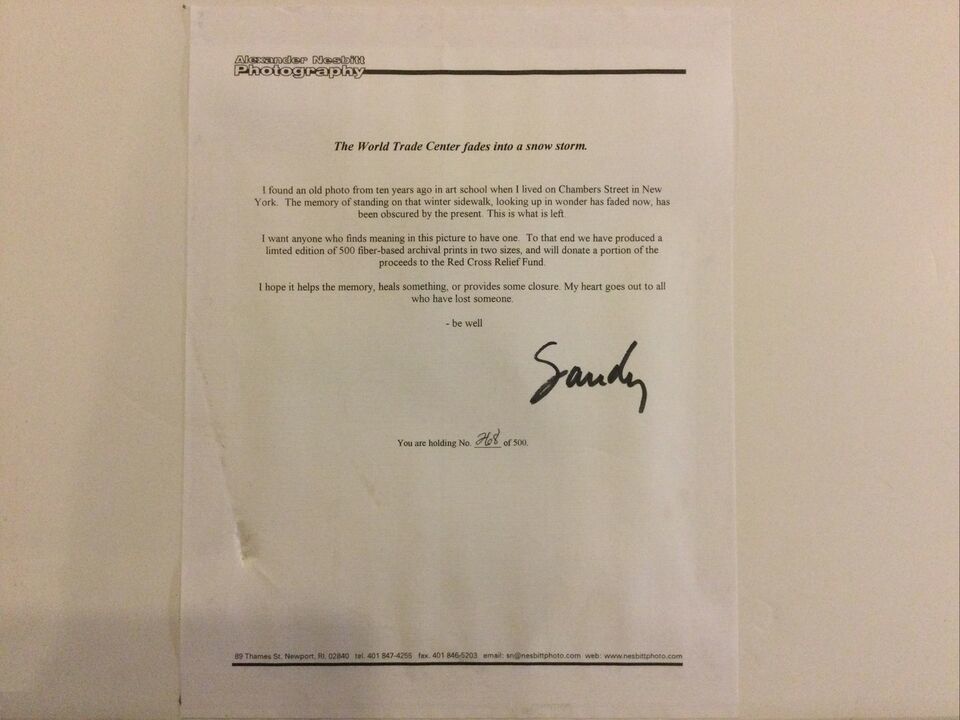 Alexander Nesbitt
Photography
The World Trade Center fades into a snow storm.
I found an old photo from ten years ago in art school when I lived on Chambers Street in New
York. The memory of standing on that winter sidewalk, looking up in wonder has faded now, has
been obscured by the present. This is what is left.
I want anyone who finds meaning in this picture to have one. To that end we have produced a
limted edition of 500 fiber-based archival prints in two sizes, and will donate a portion of the
proceeds to the Red Cross Relief Fund.
I hope it helps the memory, heals something, or provides some closure. My heart goes out to all
who have lost someone.
- be well
Sandy
You are holding No. 268 of 500.
89 Thames St, Newport, RI, 02840 tel. 401 847-4255 fax. 401 846-5203 email: sn@nesbittphoto.com web: www.nesbittphoto.com